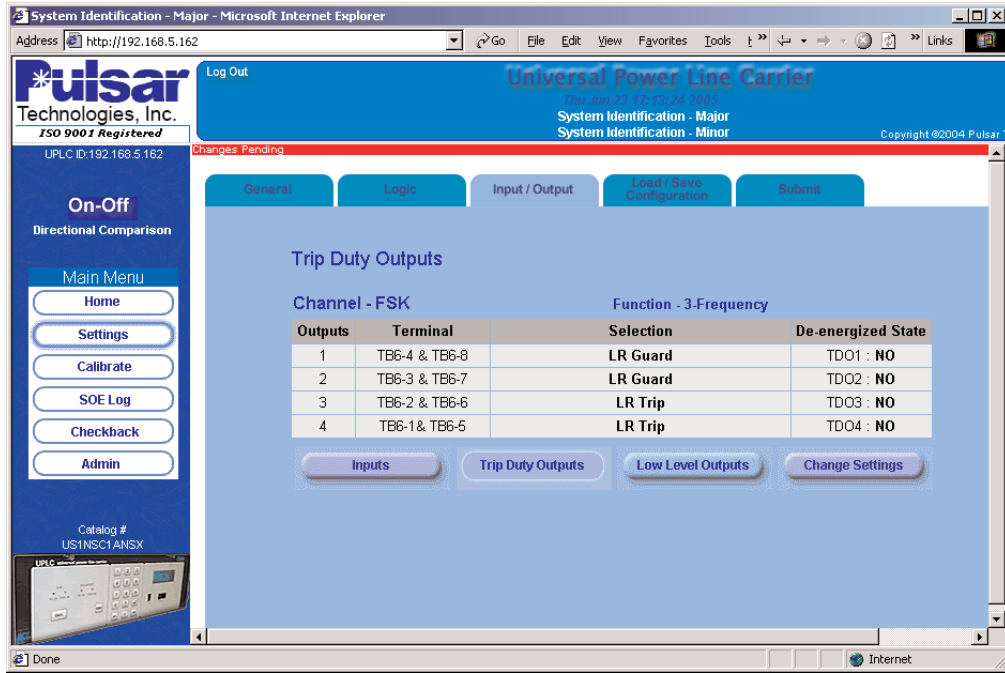 System Identification - Major - Microsoft Internet Explorer
Address http://192.168.5.162 Go File Edit View Favorites Tools Links
Pulsar
Technologies, Inc.
ISO 9001 Registered
Log Out
Universal Power Line Carrier
Thu Jun 23 17:13:24 2005
System Identification - Major
System Identification - Minor
Copyright ©2004 Pulsar
UPLC ID:192.168.5.162
Changes Pending
General Logic Input / Output Load / Save Configuration Submit
On-Off
Directional Comparison
Main Menu
Home
Settings
Calibrate
SOE Log
Checkback
Admin
Trip Duty Outputs
Channel - FSK Function - 3-Frequency
Outputs Terminal Selection De-energized State
1 TB6-4 & TB6-8 LR Guard TDO1 : NO
2 TB6-3 & TB6-7 LR Guard TDO2 : NO
3 TB6-2 & TB6-6 LR Trip TDO3 : NO
4 TB6-1& TB6-5 LR Trip TDO4 : NO
Inputs Trip Duty Outputs Low Level Outputs Change Settings
Catalog #
US1NSC1ANSX
UPLC
Done Internet